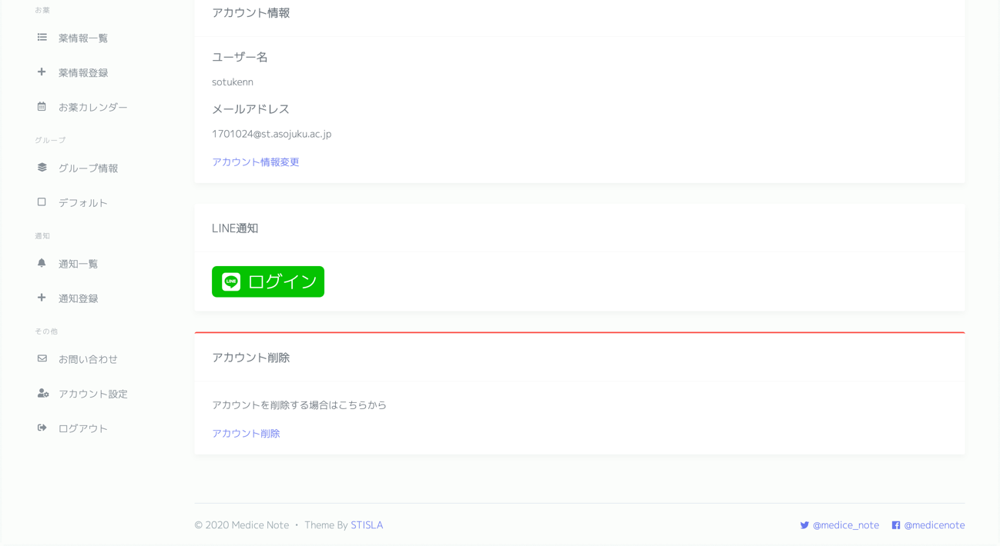 お薬
薬情報一覧
薬情報登録
お薬カレンダー
グループ
グループ情報
デフォルト
通知
通知一覧
通知登録
その他
お問い合わせ
アカウント設定
ログアウト
アカウント情報
ユーザー名
sotukenn
メールアドレス
1701024@st.asojuku.ac.jp
アカウント情報変更
LINE通知
LINE ログイン
アカウント削除
アカウントを削除する場合はこちらから
アカウント削除
© 2020 Medice Note ・ Theme By STISLA
@medice_note @medicenote